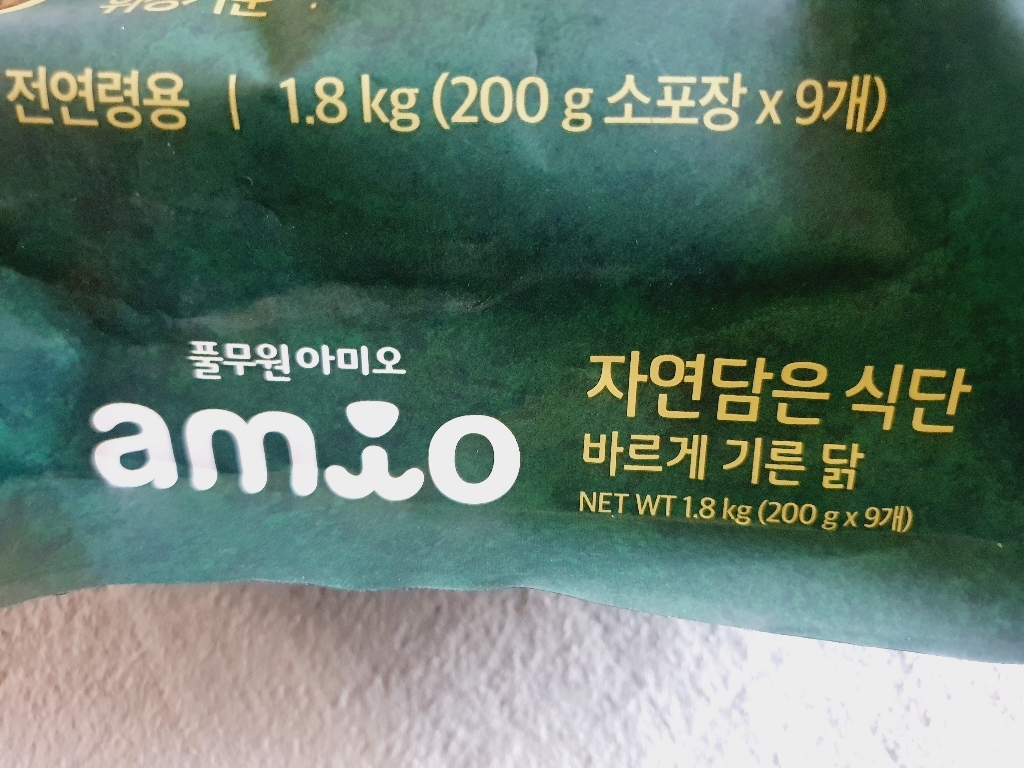 전연령용 | 1.8 kg (200 g 소포장 x 9개)
풀무원아미오
amio
자연담은 식단
바르게 기른 닭
NET WT 1.8 kg (200 g x 9개)